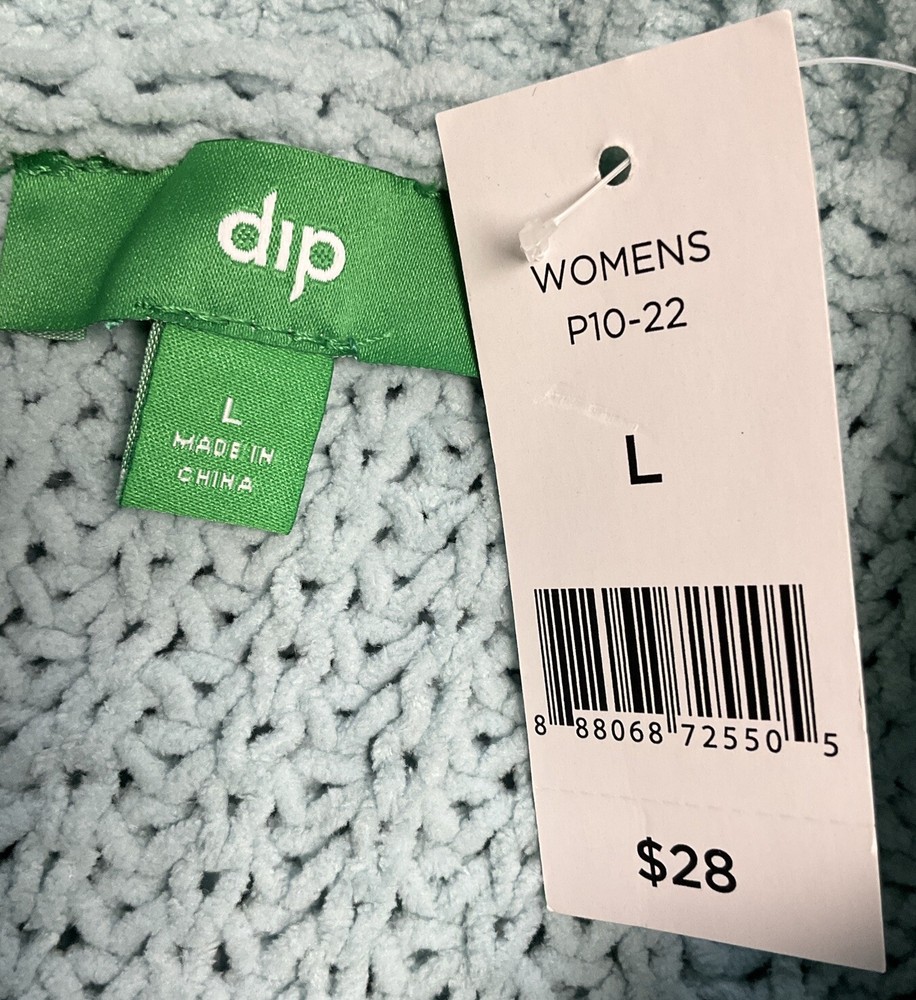 dip
L
MADE IN
CHINA
WOMENS
P10-22
L
8 88068 72550 5
$28